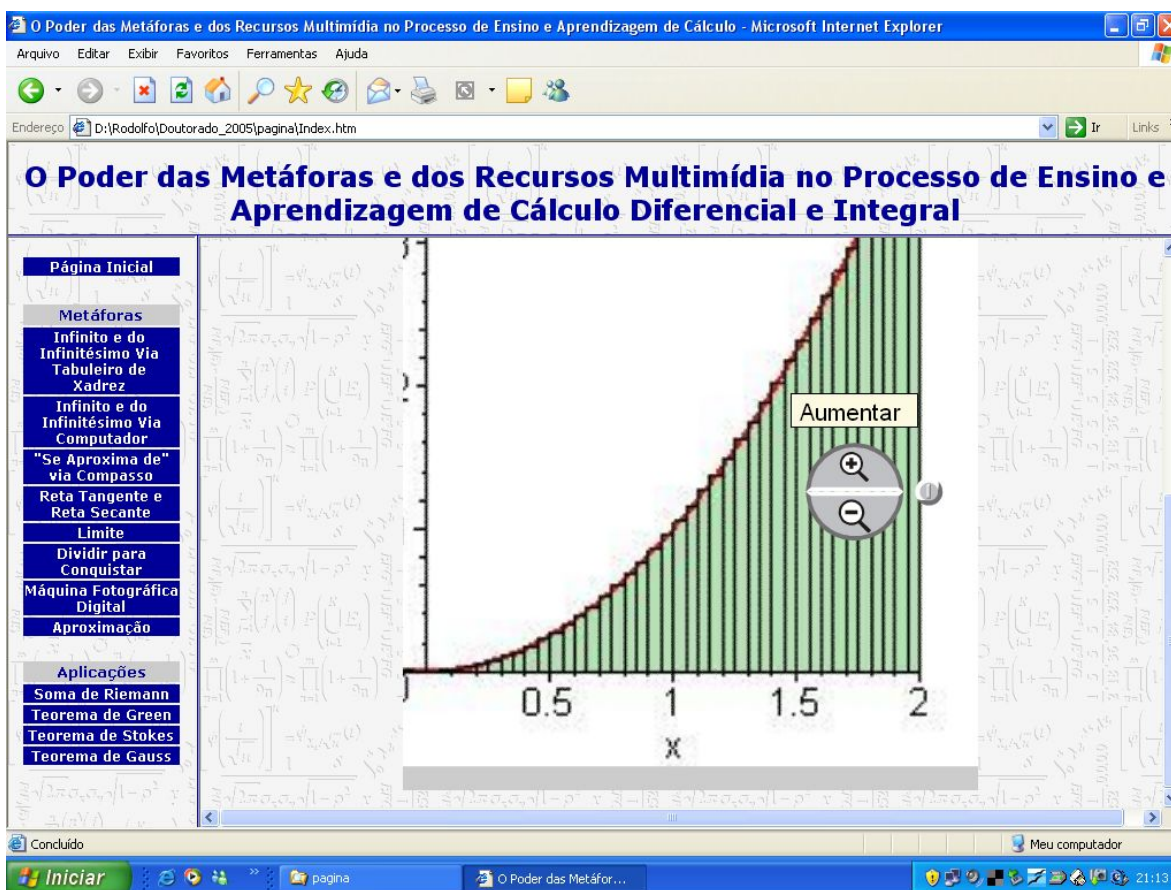 O Poder das Metáforas e dos Recursos Multimídia no Processo de Ensino e Aprendizagem de Cálculo - Microsoft Internet Explorer
Arquivo Editar Exibir Favoritos Ferramentas Ajuda
Endereço D:\Rodolfo\Doutorado_2005\pagina\Index.htm Ir Links
O Poder das Metáforas e dos Recursos Multimídia no Processo de Ensino e
Aprendizagem de Cálculo Diferencial e Integral
Página Inicial
Metáforas
Infinito e do
Infinitésimo Via
Tabuleiro de
Xadrez
Infinito e do
Infinitésimo Via
Computador
"Se Aproxima de"
via Compasso
Reta Tangente e
Reta Secante
Limite
Dividir para
Conquistar
Máquina Fotográfica
Digital
Aproximação
Aplicações
Soma de Riemann
Teorema de Green
Teorema de Stokes
Teorema de Gauss
Aumentar
0.5 1 1.5 2
x
Concluído Meu computador
Iniciar pagina O Poder das Metáfor... 21:13